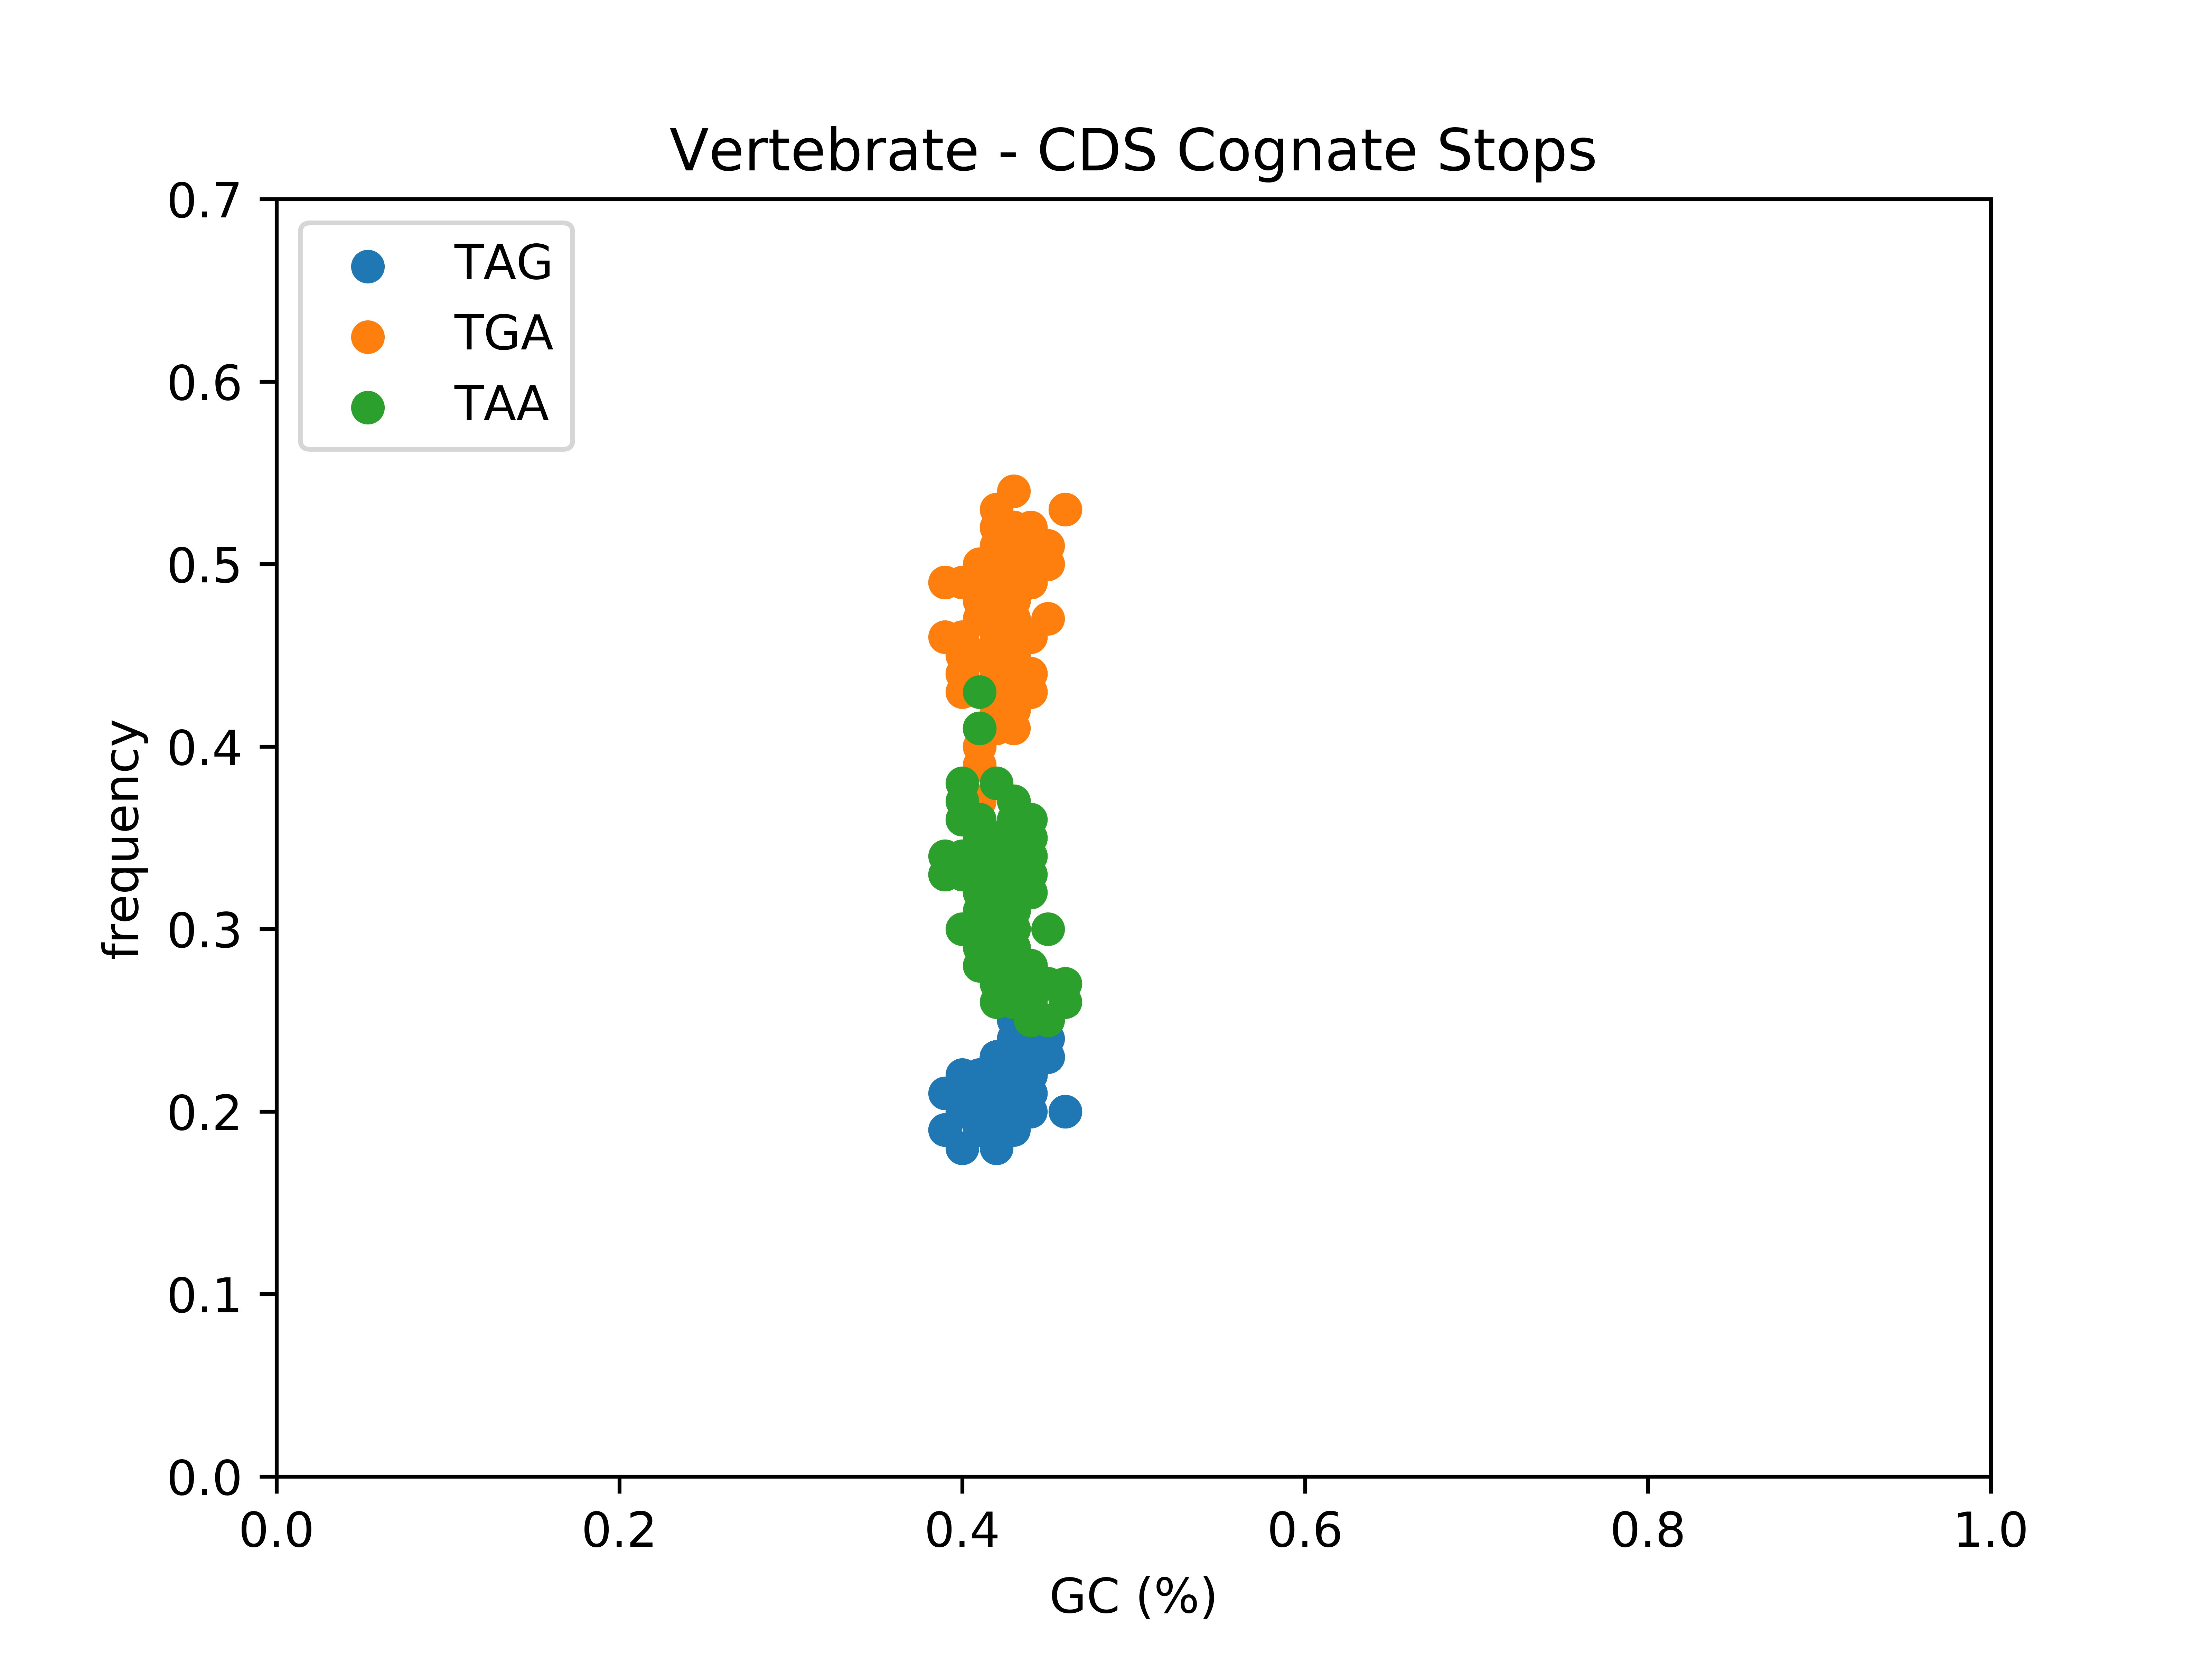 Vertebrate - CDS Cognate Stops
0.7
0.6
0.5
0.4
0.3
0.2
0.1
0.0
TAG
TGA
TAA
frequency
0.0 0.2 0.4 0.6 0.8 1.0
GC (%)